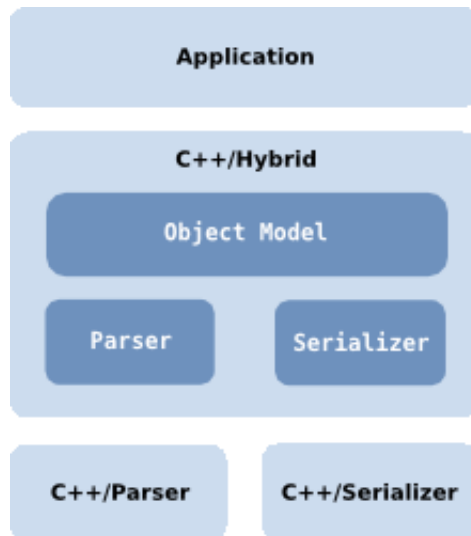 Application
C++/Hybrid
Object Model
Parser
Serializer
C++/Parser
C++/Serializer